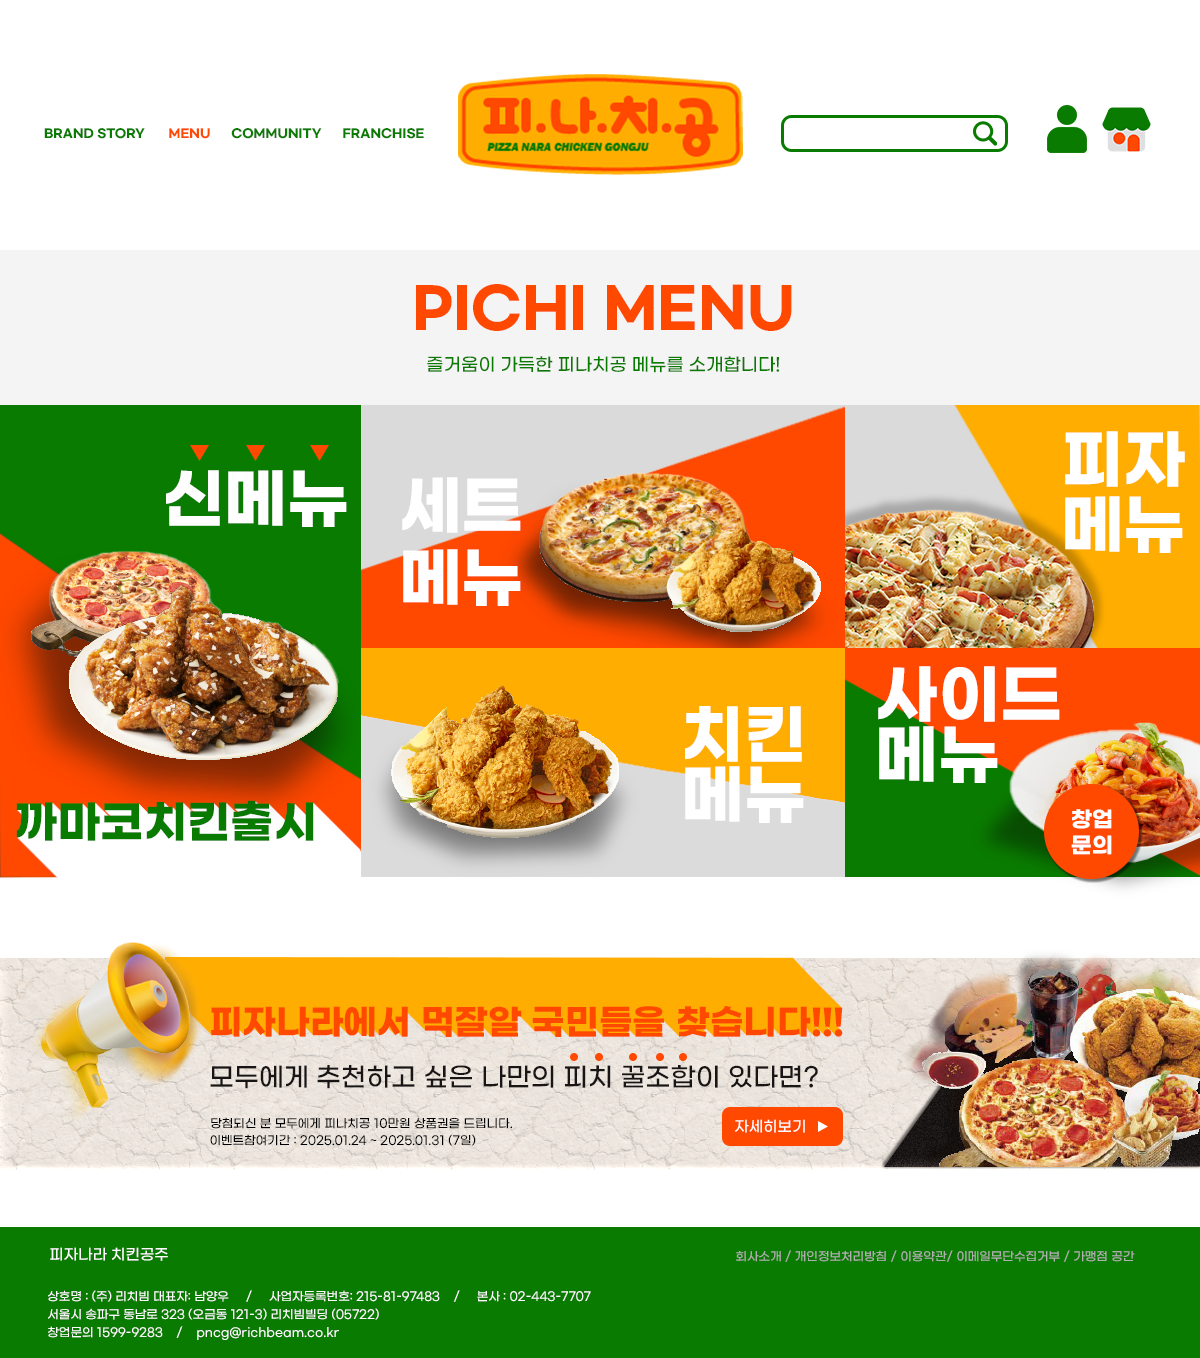 BRAND STORY MENU COMMUNITY FRANCHISE
피.나.치.공
PIZZA NARA CHICKEN GONGJU
PICHI MENU
즐거움이 가득한 피나치공 메뉴를 소개합니다!
신메뉴
까마코치킨출시
세트
메뉴
피자
메뉴
치킨
메뉴
사이드
메뉴
창업
문의
피자나라에서 먹잘알 국민들을 찾습니다!!!
모두에게 추천하고 싶은 나만의 피치 꿀조합이 있다면?
당첨되신 분 모두에게 피나치공 10만원 상품권을 드립니다.
이벤트참여기간 : 2025.01.24 ~ 2025.01.31 (7일)
자세히보기 ▶
피자나라 치킨공주
회사소개 / 개인정보처리방침 / 이용약관/ 이메일무단수집거부 / 가맹점 공간
상호명 : (주) 리치빔 대표자: 남양우 / 사업자등록번호: 215-81-97483 / 본사 : 02-443-7707
서울시 송파구 동남로 323 (오금동 121-3) 리치빔빌딩 (05722)
창업문의 1599-9283 / pncg@richbeam.co.kr